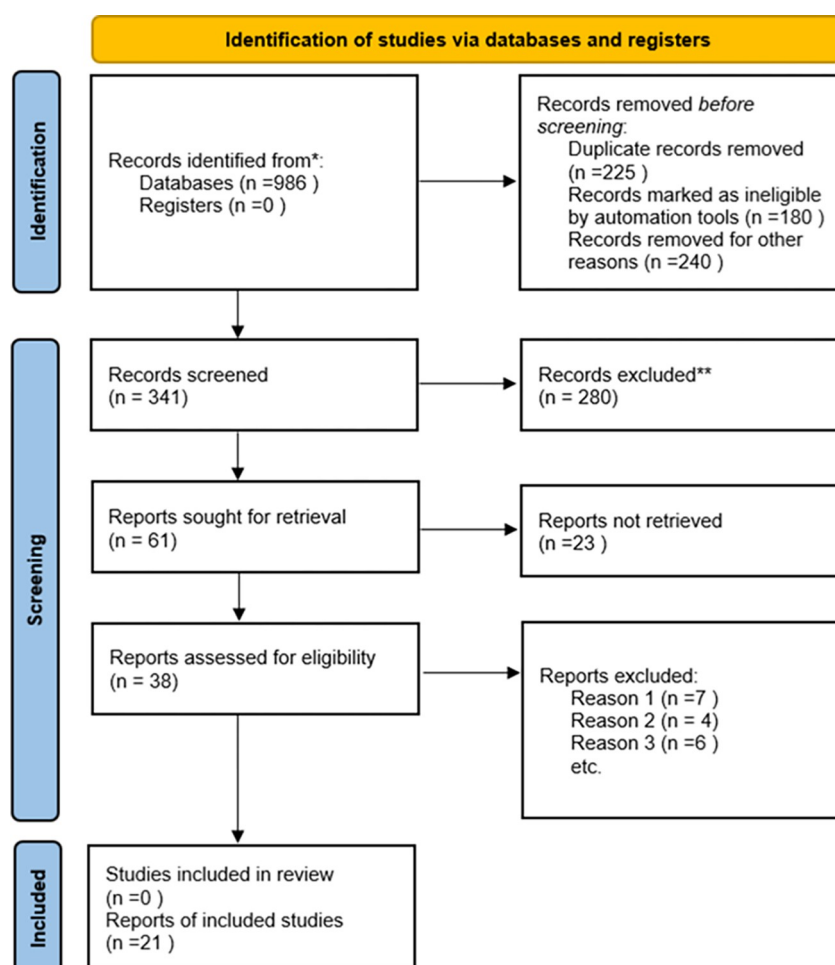 Identification of studies via databases and registers
Identification
Records identified from*:
Databases (n =986 )
Registers (n =0 )
Records removed before
screening:
Duplicate records removed
(n =225 )
Records marked as ineligible
by automation tools (n =180 )
Records removed for other
reasons (n =240 )
Screening
Records screened
(n = 341)
Records excluded**
(n = 280)
Reports sought for retrieval
(n = 61)
Reports not retrieved
(n =23 )
Reports assessed for eligibility
(n = 38)
Reports excluded:
Reason 1 (n =7 )
Reason 2 (n = 4)
Reason 3 (n =6 )
etc.
Included
Studies included in review
(n =0 )
Reports of included studies
(n =21 )